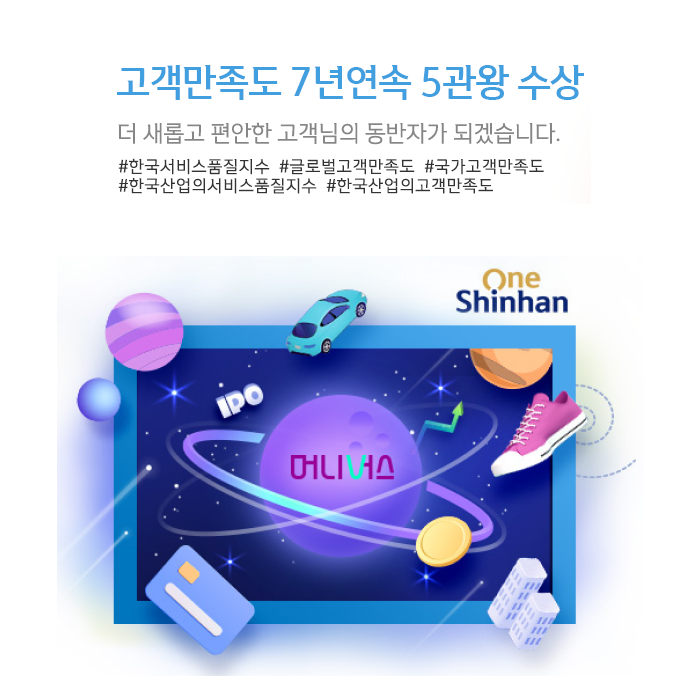 고객만족도 7년연속 5관왕 수상
더 새롭고 편안한 고객님의 동반자가 되겠습니다.
#한국서비스품질지수 #글로벌고객만족도 #국가고객만족도
#한국산업의서비스품질지수 #한국산업의고객만족도
One
Shinhan
IPO
머니버스